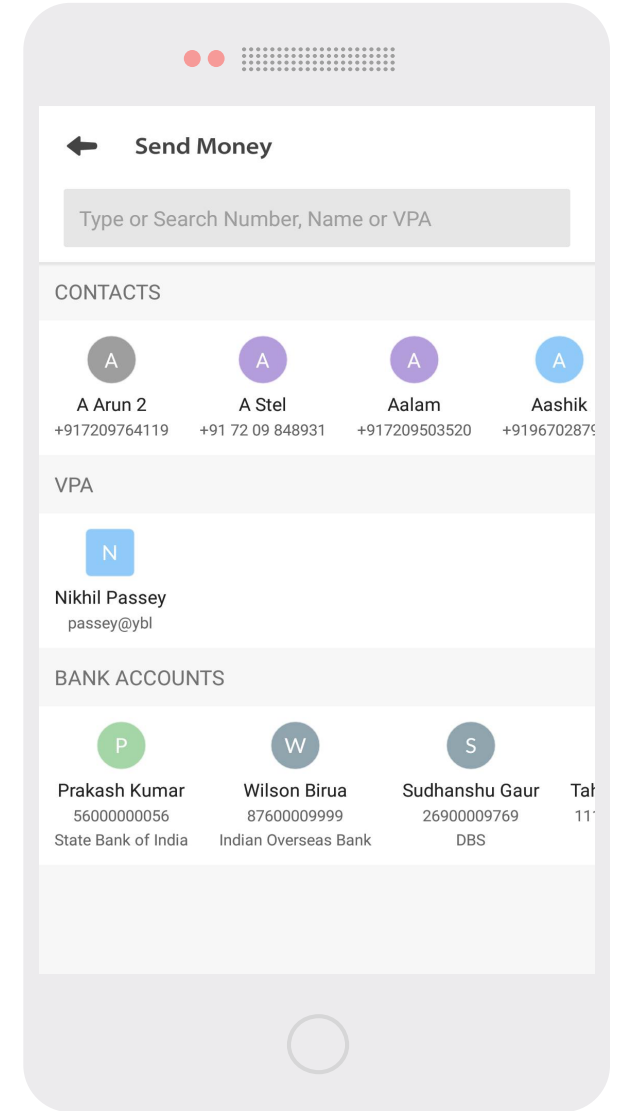 Send Money
Type or Search Number, Name or VPA
CONTACTS
A A A A
A Arun 2 A Stel Aalam Aashik
+917209764119 +91 72 09 848931 +917209503520 +9196702879
VPA
N
Nikhil Passey
passey@ybl
BANK ACCOUNTS
P W S
Prakash Kumar Wilson Birua Sudhanshu Gaur
56000000056 87600009999 26900009769
State Bank of India Indian Overseas Bank DBS